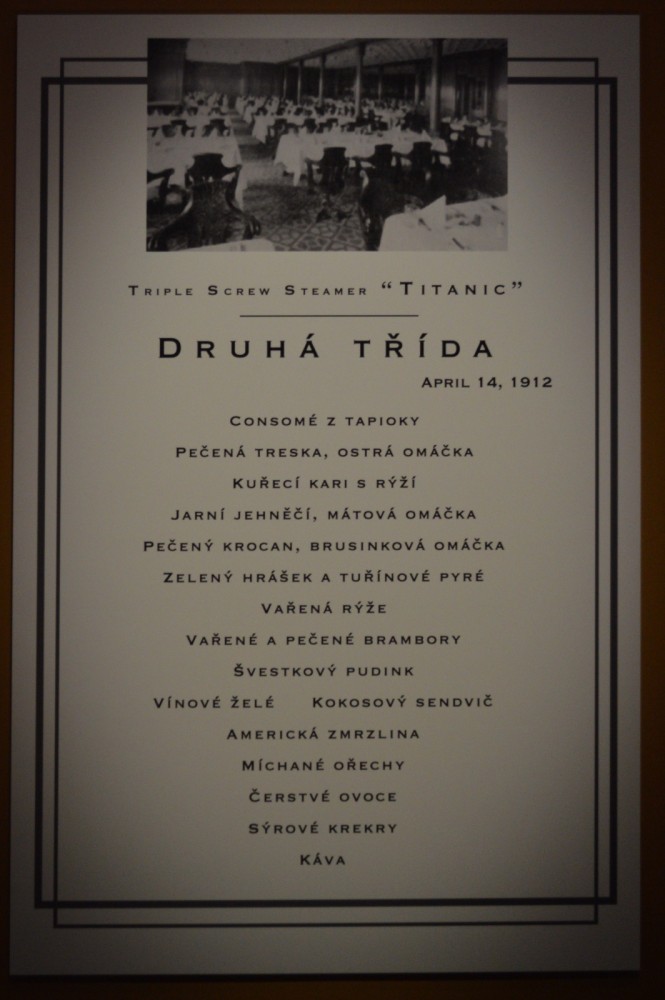 Triple Screw Steamer “Titanic”
Druhá třída
April 14, 1912
Consomé z tapioky
Pečená treska, ostrá omáčka
Kuřecí kari s rýží
Jarní jehněčí, mátová omáčka
Pečený krocan, brusinková omáčka
Zelený hrášek a tuřínové pyré
Vařená rýže
Vařené a pečené brambory
Švestkový pudink
Vínové želé Kokosový sendvič
Americká zmrzlina
Míchané ořechy
Čerstvé ovoce
Sýrové krekry
Káva